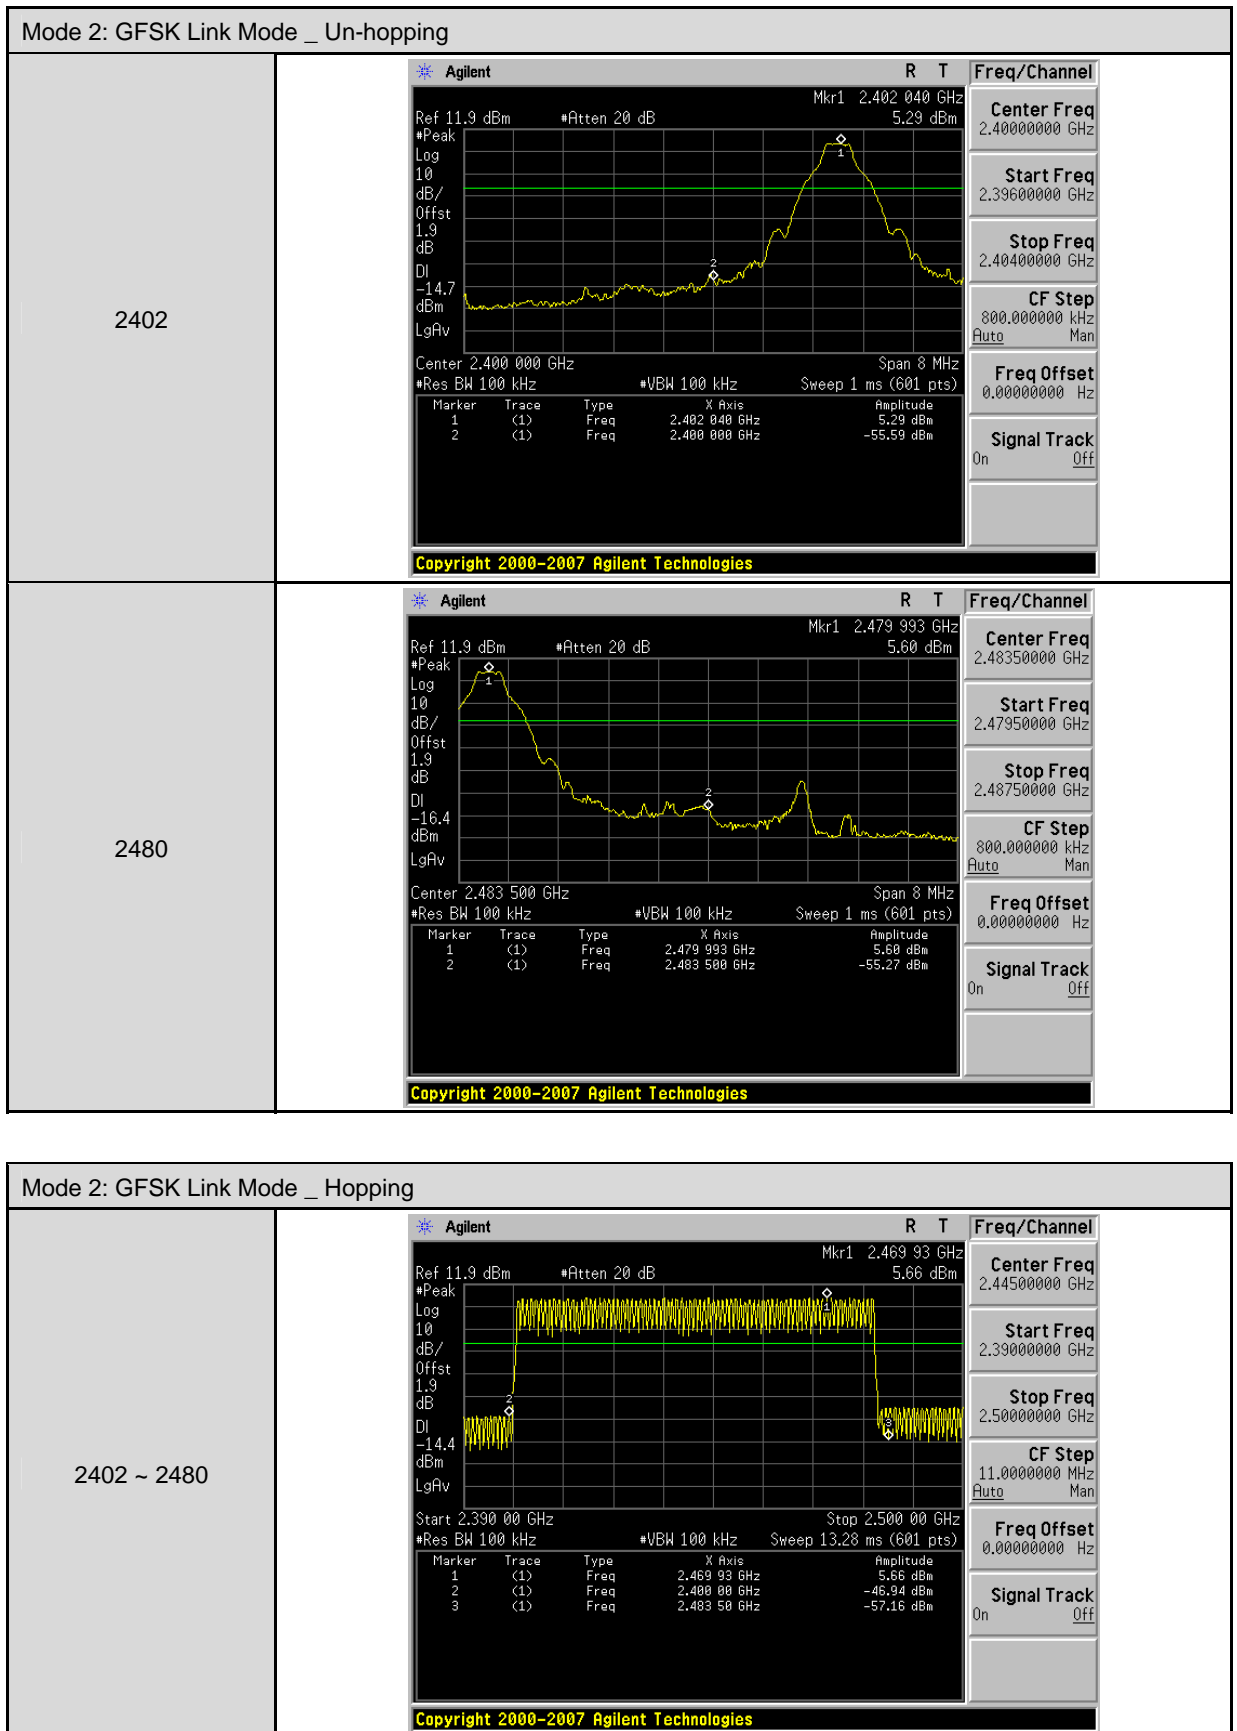 Mode 2: GFSK Link Mode _ Un-hopping
2402
Agilent R T Freq/Channel
Mkr1 2.402 040 GHz
Ref 11.9 dBm #Atten 20 dB 5.29 dBm
#Peak
Log
10
dB/
Offst
1.9
dB
DI
-14.7
dBm
LgAv
1
2
Center 2.400 000 GHz Span 8 MHz
#Res BW 100 kHz #VBW 100 kHz Sweep 1 ms (601 pts)
Marker Trace Type X Axis Amplitude
1 (1) Freq 2.402 040 GHz 5.29 dBm
2 (1) Freq 2.400 000 GHz -55.59 dBm
Center Freq
2.40000000 GHz
Start Freq
2.39600000 GHz
Stop Freq
2.40400000 GHz
CF Step
800.000000 kHz
Auto Man
Freq Offset
0.00000000 Hz
Signal Track
On Off
Copyright 2000-2007 Agilent Technologies
2480
Agilent R T Freq/Channel
Mkr1 2.479 993 GHz
Ref 11.9 dBm #Atten 20 dB 5.60 dBm
#Peak
Log
10
dB/
Offst
1.9
dB
DI
-16.4
dBm
LgAv
1
2
Center 2.483 500 GHz Span 8 MHz
#Res BW 100 kHz #VBW 100 kHz Sweep 1 ms (601 pts)
Marker Trace Type X Axis Amplitude
1 (1) Freq 2.479 993 GHz 5.60 dBm
2 (1) Freq 2.483 500 GHz -55.27 dBm
Center Freq
2.48350000 GHz
Start Freq
2.47950000 GHz
Stop Freq
2.48750000 GHz
CF Step
800.000000 kHz
Auto Man
Freq Offset
0.00000000 Hz
Signal Track
On Off
Copyright 2000-2007 Agilent Technologies
Mode 2: GFSK Link Mode _ Hopping
2402 ~ 2480
Agilent R T Freq/Channel
Mkr1 2.469 93 GHz
Ref 11.9 dBm #Atten 20 dB 5.66 dBm
#Peak
Log
10
dB/
Offst
1.9
dB
DI
-14.4
dBm
LgAv
1
2
3
Start 2.390 00 GHz Stop 2.500 00 GHz
#Res BW 100 kHz #VBW 100 kHz Sweep 13.28 ms (601 pts)
Marker Trace Type X Axis Amplitude
1 (1) Freq 2.469 93 GHz 5.66 dBm
2 (1) Freq 2.400 00 GHz -46.94 dBm
3 (1) Freq 2.483 50 GHz -57.16 dBm
Center Freq
2.44500000 GHz
Start Freq
2.39000000 GHz
Stop Freq
2.50000000 GHz
CF Step
11.0000000 MHz
Auto Man
Freq Offset
0.00000000 Hz
Signal Track
On Off
Copyright 2000-2007 Agilent Technologies